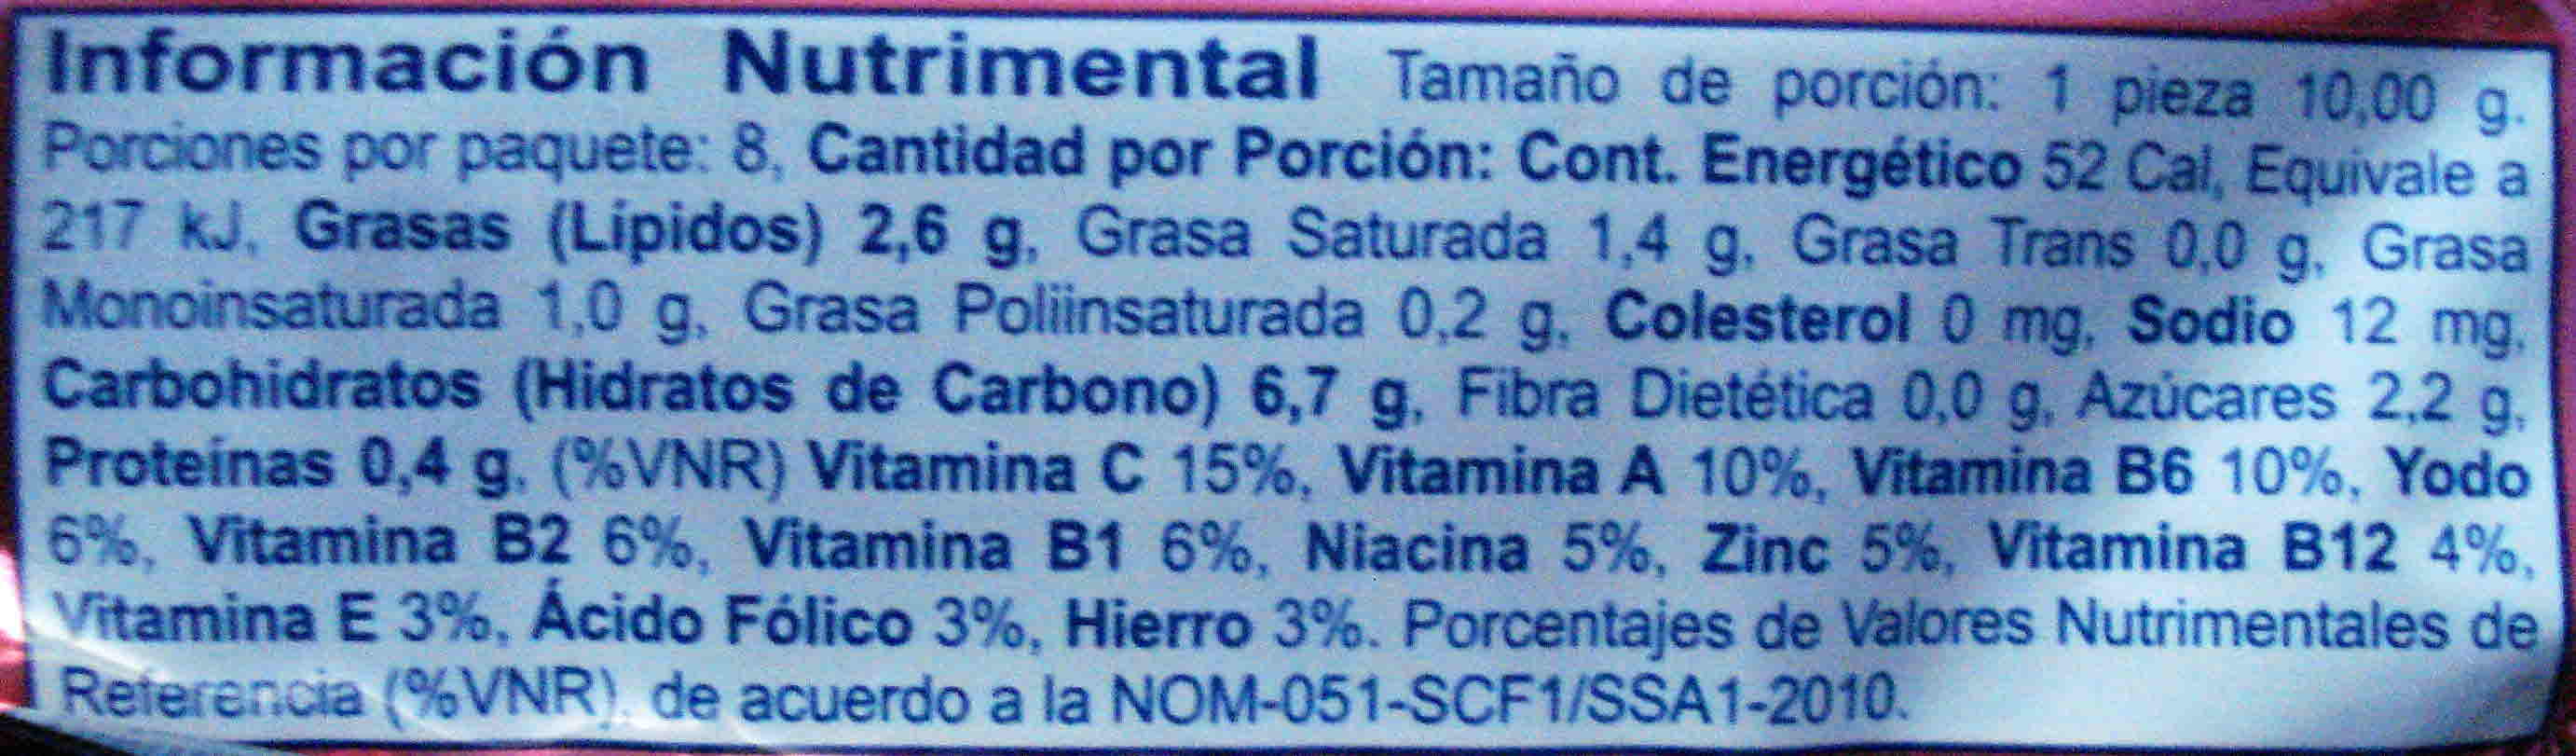 Información Nutrimental Tamaño de porción: 1 pieza 10,00 g.
Porciones por paquete: 8, Cantidad por Porción: Cont. Energético 52 Cal, Equivale a
217 kJ, Grasas (Lípidos) 2,6 g, Grasa Saturada 1,4 g, Grasa Trans 0,0 g, Grasa
Monoinsaturada 1,0 g, Grasa Poliinsaturada 0,2 g, Colesterol 0 mg, Sodio 12 mg,
Carbohidratos (Hidratos de Carbono) 6,7 g, Fibra Dietética 0,0 g, Azúcares 2,2 g,
Proteínas 0,4 g, (%VNR) Vitamina C 15%, Vitamina A 10%, Vitamina B6 10%, Yodo
6%, Vitamina B2 6%, Vitamina B1 6%, Niacina 5%, Zinc 5%, Vitamina B12 4%,
Vitamina E 3%, Ácido Fólico 3%, Hierro 3%. Porcentajes de Valores Nutrimentales de
Referencia (%VNR), de acuerdo a la NOM-051-SCF1/SSA1-2010.